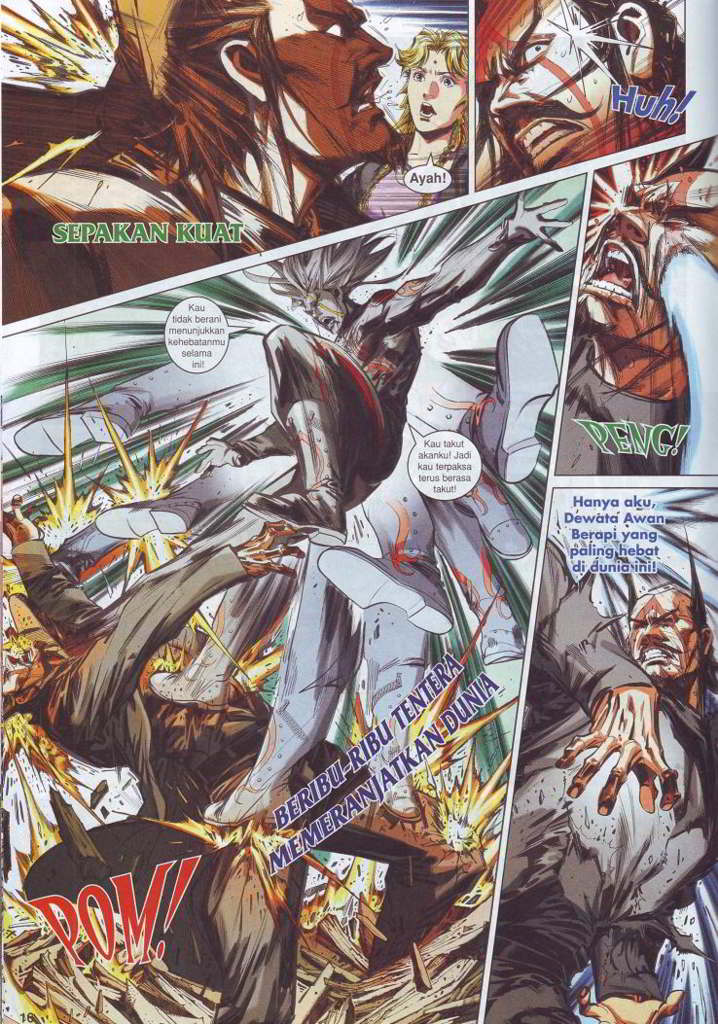 Ayah!
Huh!
SEPAKAN KUAT
Kau
tidak berani
menunjukkan
kehebatanmu
selama
ini!
Kau takut
akanku! Jadi
kau terpaksa
terus berasa
takut!
PENG!
Hanya aku,
Dewata Awan
Berapi yang
paling hebat
di dunia ini!
BERIBU-RIBU TENTERA
MEMERANJATKAN DUNIA
POM!
16